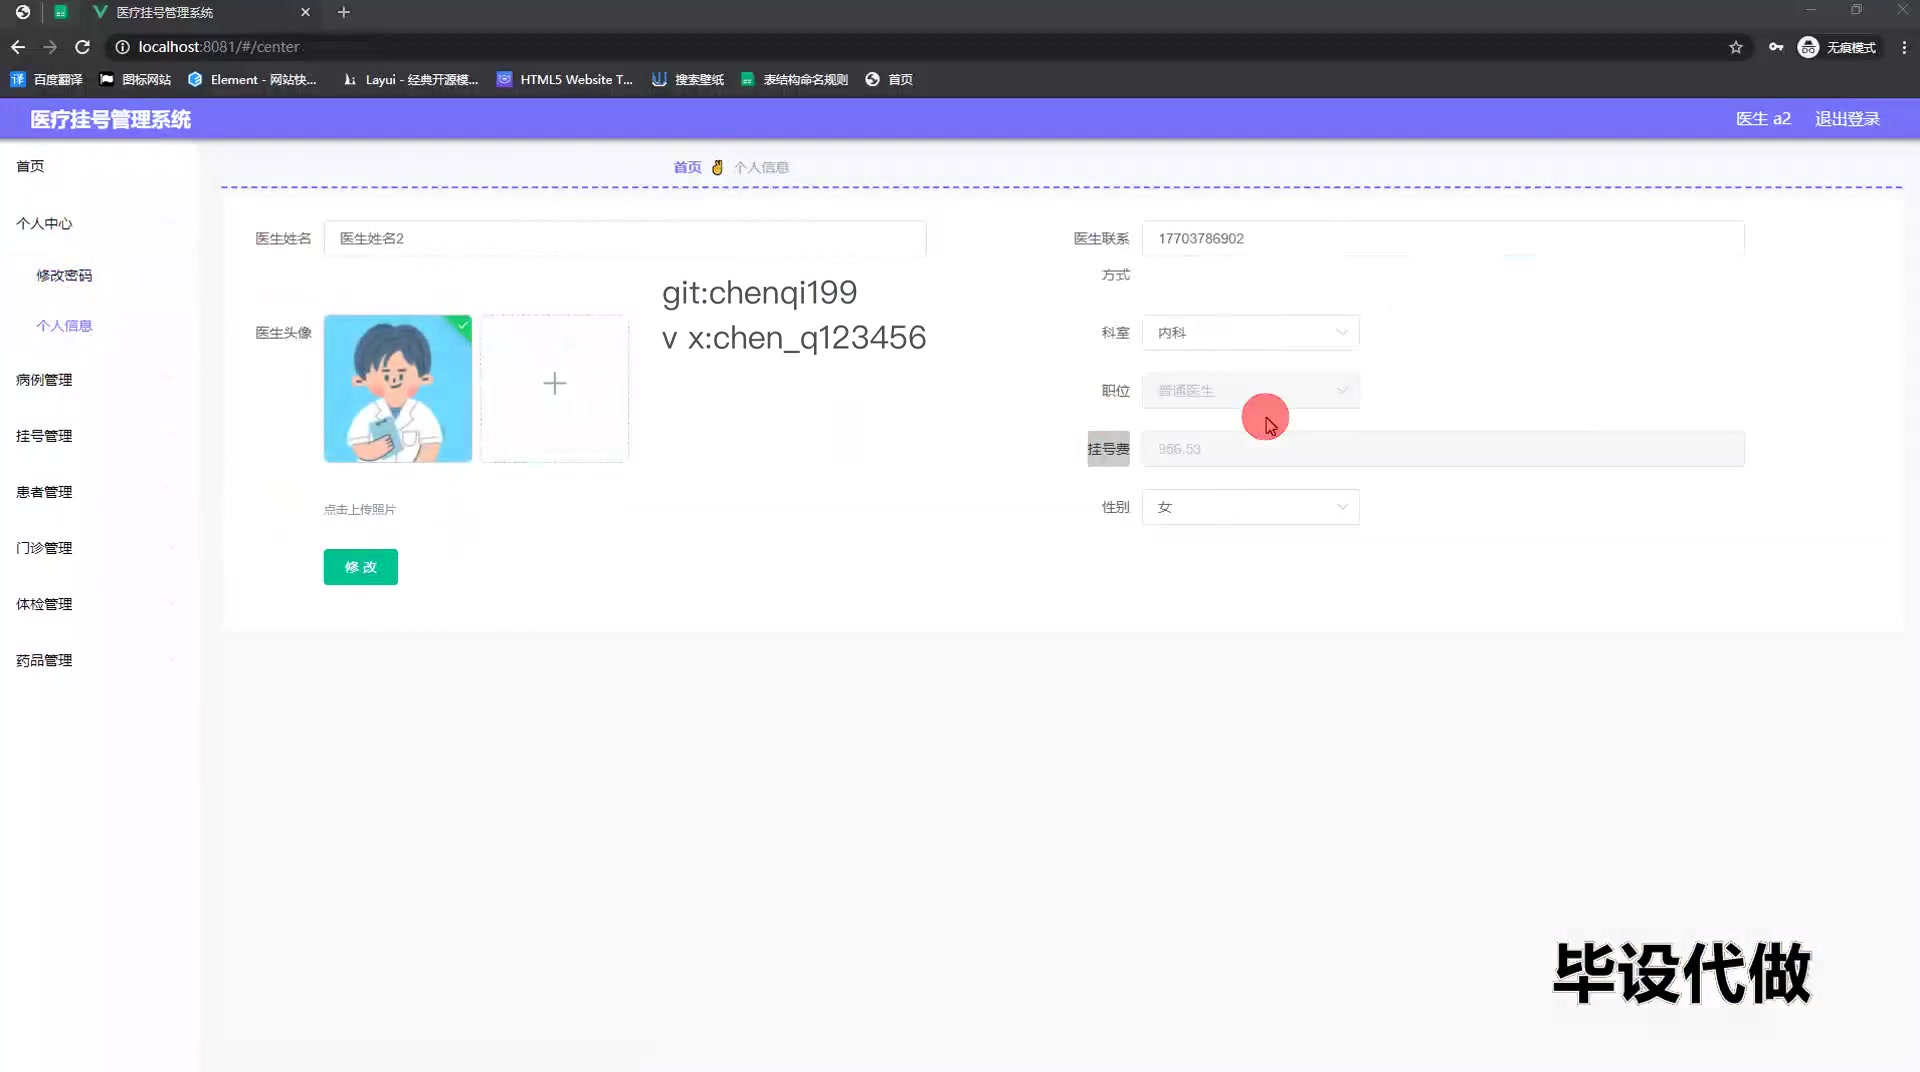 医疗挂号管理系统
localhost:8081/#/center
无痕模式
百度翻译
图标网站
Element - 网站快...
Layui - 经典开源模...
HTML5 Website T...
搜索壁纸
表结构命名规则
首页
医疗挂号管理系统
医生 a2
退出登录
首页
个人中心
修改密码
个人信息
病例管理
挂号管理
患者管理
门诊管理
体检管理
药品管理
首页
个人信息
医生姓名
医生姓名2
医生联系
方式
17703786902
git:chenqi199
v x:chen_q123456
医生头像
点击上传照片
修 改
科室
内科
职位
普通医生
挂号费
956.53
性别
女
毕设代做